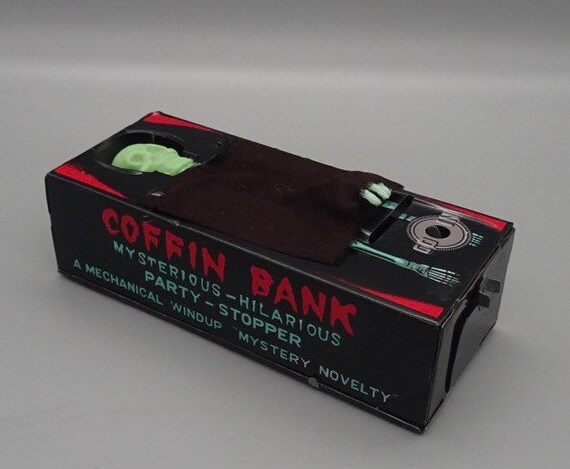 COFFIN BANK
MYSTERIOUS-HILARIOUS
PARTY-STOPPER
A MECHANICAL WINDUP "MYSTERY NOVELTY"